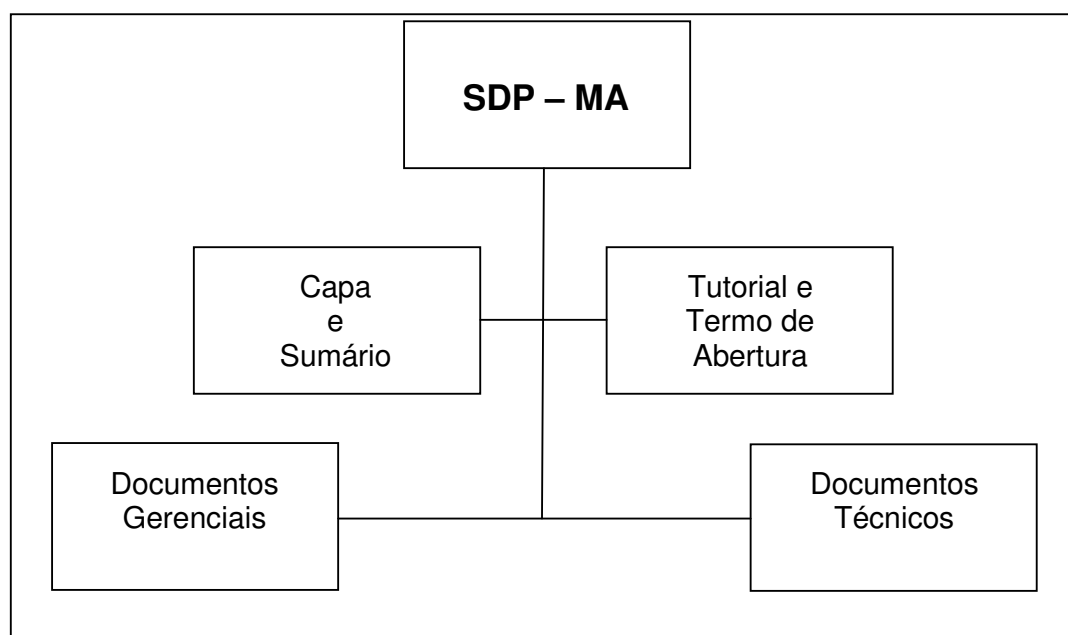 SDP – MA
Capa
e
Sumário
Tutorial e
Termo de
Abertura
Documentos
Gerenciais
Documentos
Técnicos